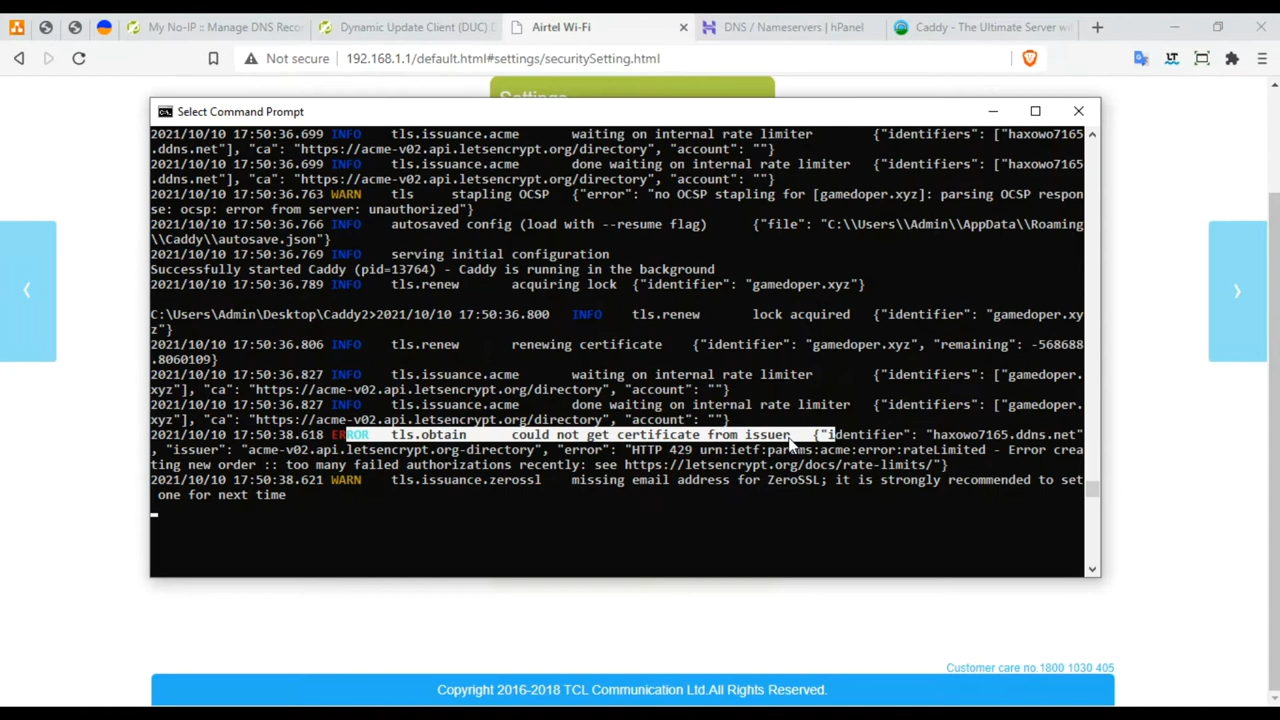 My No-IP :: Manage DNS Reco
Dynamic Update Client (DUC) D
Airtel Wi-Fi
DNS / Nameservers | hPanel
Caddy - The Ultimate Server wi
Not secure
192.168.1.1/default.html#settings/securitySetting.html
Settings
Select Command Prompt
2021/10/10 17:50:36.699 INFO tls.issuance.acme waiting on internal rate limiter {"identifiers": ["haxowo7165
.ddns.net"], "ca": "https://acme-v02.api.letsencrypt.org/directory", "account": ""}
2021/10/10 17:50:36.699 INFO tls.issuance.acme done waiting on internal rate limiter {"identifiers": ["haxowo7165
.ddns.net"], "ca": "https://acme-v02.api.letsencrypt.org/directory", "account": ""}
2021/10/10 17:50:36.763 WARN tls stapling OCSP {"error": "no OCSP stapling for [gamedoper.xyz]: parsing OCSP respon
se: ocsp: error from server: unauthorized"}
2021/10/10 17:50:36.766 INFO autosaved config (load with --resume flag) {"file": "C:\\Users\\Admin\\AppData\\Roaming
\\Caddy\\autosave.json"}
2021/10/10 17:50:36.769 INFO serving initial configuration
Successfully started Caddy (pid=13764) - Caddy is running in the background
2021/10/10 17:50:36.789 INFO tls.renew acquiring lock {"identifier": "gamedoper.xyz"}
C:\Users\Admin\Desktop\Caddy2>2021/10/10 17:50:36.800 INFO tls.renew lock acquired {"identifier": "gamedoper.xy
z"}
2021/10/10 17:50:36.806 INFO tls.renew renewing certificate {"identifier": "gamedoper.xyz", "remaining": -568688
.8060109}
2021/10/10 17:50:36.827 INFO tls.issuance.acme waiting on internal rate limiter {"identifiers": ["gamedoper.
xyz"], "ca": "https://acme-v02.api.letsencrypt.org/directory", "account": ""}
2021/10/10 17:50:36.827 INFO tls.issuance.acme done waiting on internal rate limiter {"identifiers": ["gamedoper.
xyz"], "ca": "https://acme-v02.api.letsencrypt.org/directory", "account": ""}
2021/10/10 17:50:38.618 ERROR tls.obtain could not get certificate from issuer {"identifier": "haxowo7165.ddns.net"
, "issuer": "acme-v02.api.letsencrypt.org-directory", "error": "HTTP 429 urn:ietf:params:acme:error:rateLimited - Error crea
ting new order :: too many failed authorizations recently: see https://letsencrypt.org/docs/rate-limits/"}
2021/10/10 17:50:38.621 WARN tls.issuance.zerossl missing email address for ZeroSSL; it is strongly recommended to set
one for next time
Customer care no.1800 1030 405
Copyright 2016-2018 TCL Communication Ltd.All Rights Reserved.